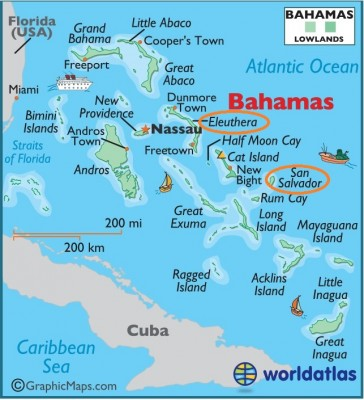 Florida
(USA)
Little Abaco
Grand
Bahama
Cooper's Town
Freeport
Great
Abaco
BAHAMAS
LOWLANDS
Atlantic Ocean
Miami
Bimini
Islands
New
Providence
Nassau
Dunmore
Town
Bahamas
Eleuthera
Straits
of Florida
Andros
Town
Andros
Freetown
Half Moon Cay
Cat Island
New
Bight
San
Salvador
Rum Cay
200 mi
200 km
Great
Exuma
Long
Island
Mayaguana
Island
Ragged
Island
Acklins
Island
Little
Inagua
Great
Inagua
Cuba
Caribbean
Sea
©GraphicMaps.com
worldatlas